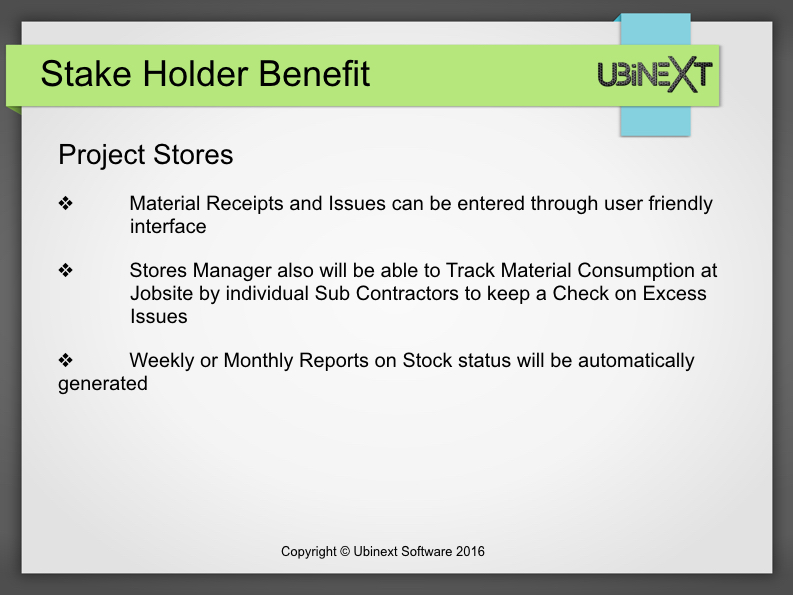 Stake Holder Benefit
UBiNEXT
Project Stores
❖ Material Receipts and Issues can be entered through user friendly
interface
❖ Stores Manager also will be able to Track Material Consumption at
Jobsite by individual Sub Contractors to keep a Check on Excess
Issues
❖ Weekly or Monthly Reports on Stock status will be automatically
generated
Copyright © Ubinext Software 2016